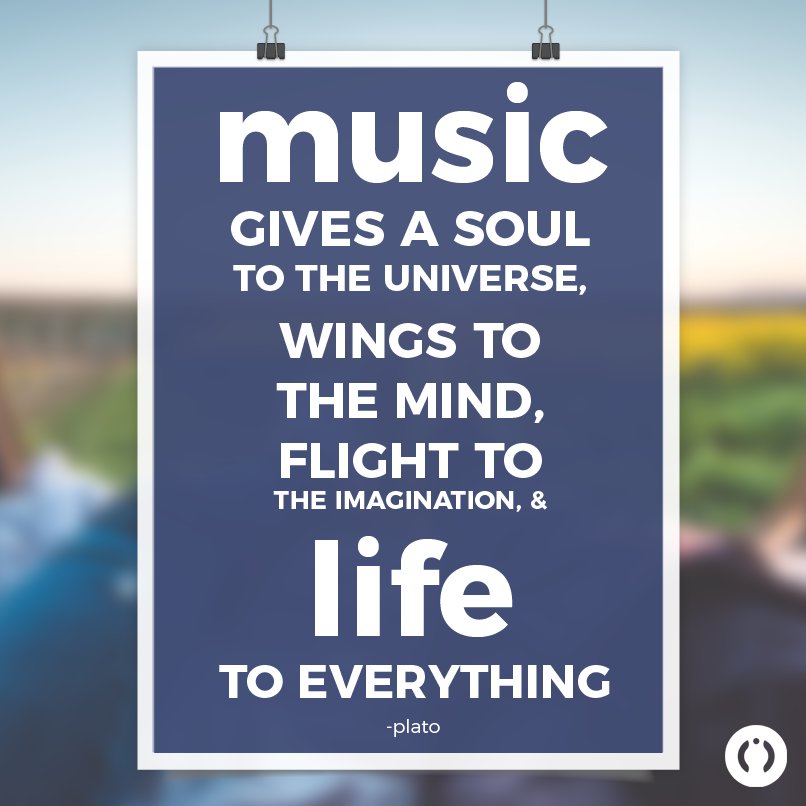 music
GIVES A SOUL
TO THE UNIVERSE,
WINGS TO
THE MIND,
FLIGHT TO
THE IMAGINATION, &
life
TO EVERYTHING
-plato